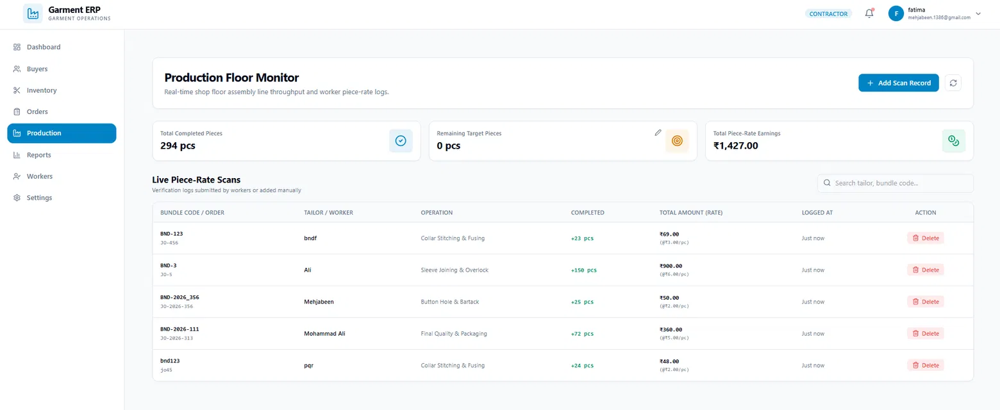 Garment ERP
GARMENT OPERATIONS
CONTRACTOR
F
fatima
mehjabeen.1386@gmail.com
Dashboard
Buyers
Inventory
Orders
Production
Reports
Workers
Settings
Production Floor Monitor
Real-time shop floor assembly line throughput and worker piece-rate logs.
+ Add Scan Record
Total Completed Pieces
294 pcs
Remaining Target Pieces
0 pcs
Total Piece-Rate Earnings
₹1,427.00
Live Piece-Rate Scans
Verification logs submitted by workers or added manually
Search tailor, bundle code...
BUNDLE CODE / ORDER TAILOR / WORKER OPERATION COMPLETED TOTAL AMOUNT (RATE) LOGGED AT ACTION
BND-123 bndf Collar Stitching & Fusing +23 pcs ₹69.00 Just now Delete
JO-456 (@₹3.00/pc)
BND-3 Ali Sleeve Joining & Overlock +150 pcs ₹900.00 Just now Delete
JO-5 (@₹6.00/pc)
BND-2026_356 Mehjabeen Button Hole & Bartack +25 pcs ₹50.00 Just now Delete
JO-2026-356 (@₹2.00/pc)
BND-2026-111 Mohammad Ali Final Quality & Packaging +72 pcs ₹360.00 Just now Delete
JO-2026-313 (@₹5.00/pc)
bnd123 pqr Collar Stitching & Fusing +24 pcs ₹48.00 Just now Delete
jo45 (@₹2.00/pc)